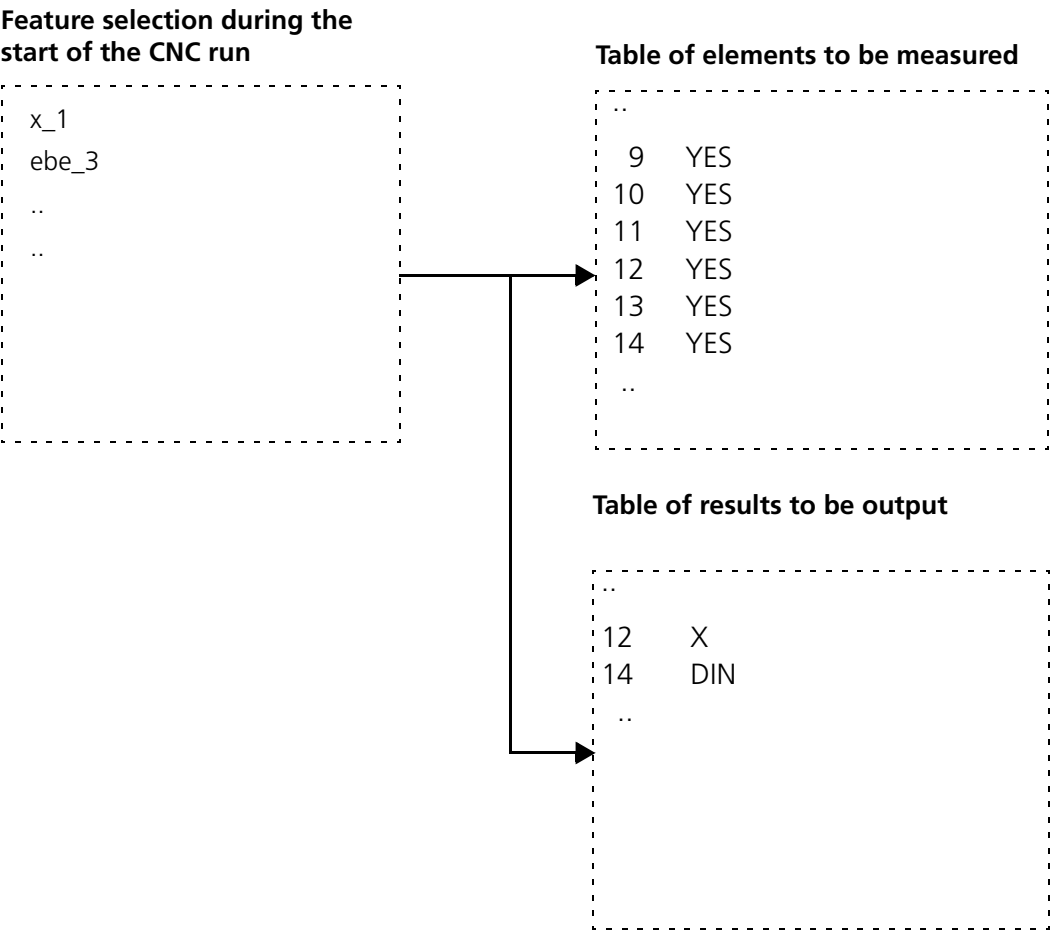 Feature selection during the
start of the CNC run
x_1
ebe_3
..
..
Table of elements to be measured
..
9 YES
10 YES
11 YES
12 YES
13 YES
14 YES
..
Table of results to be output
..
12 X
14 DIN
..